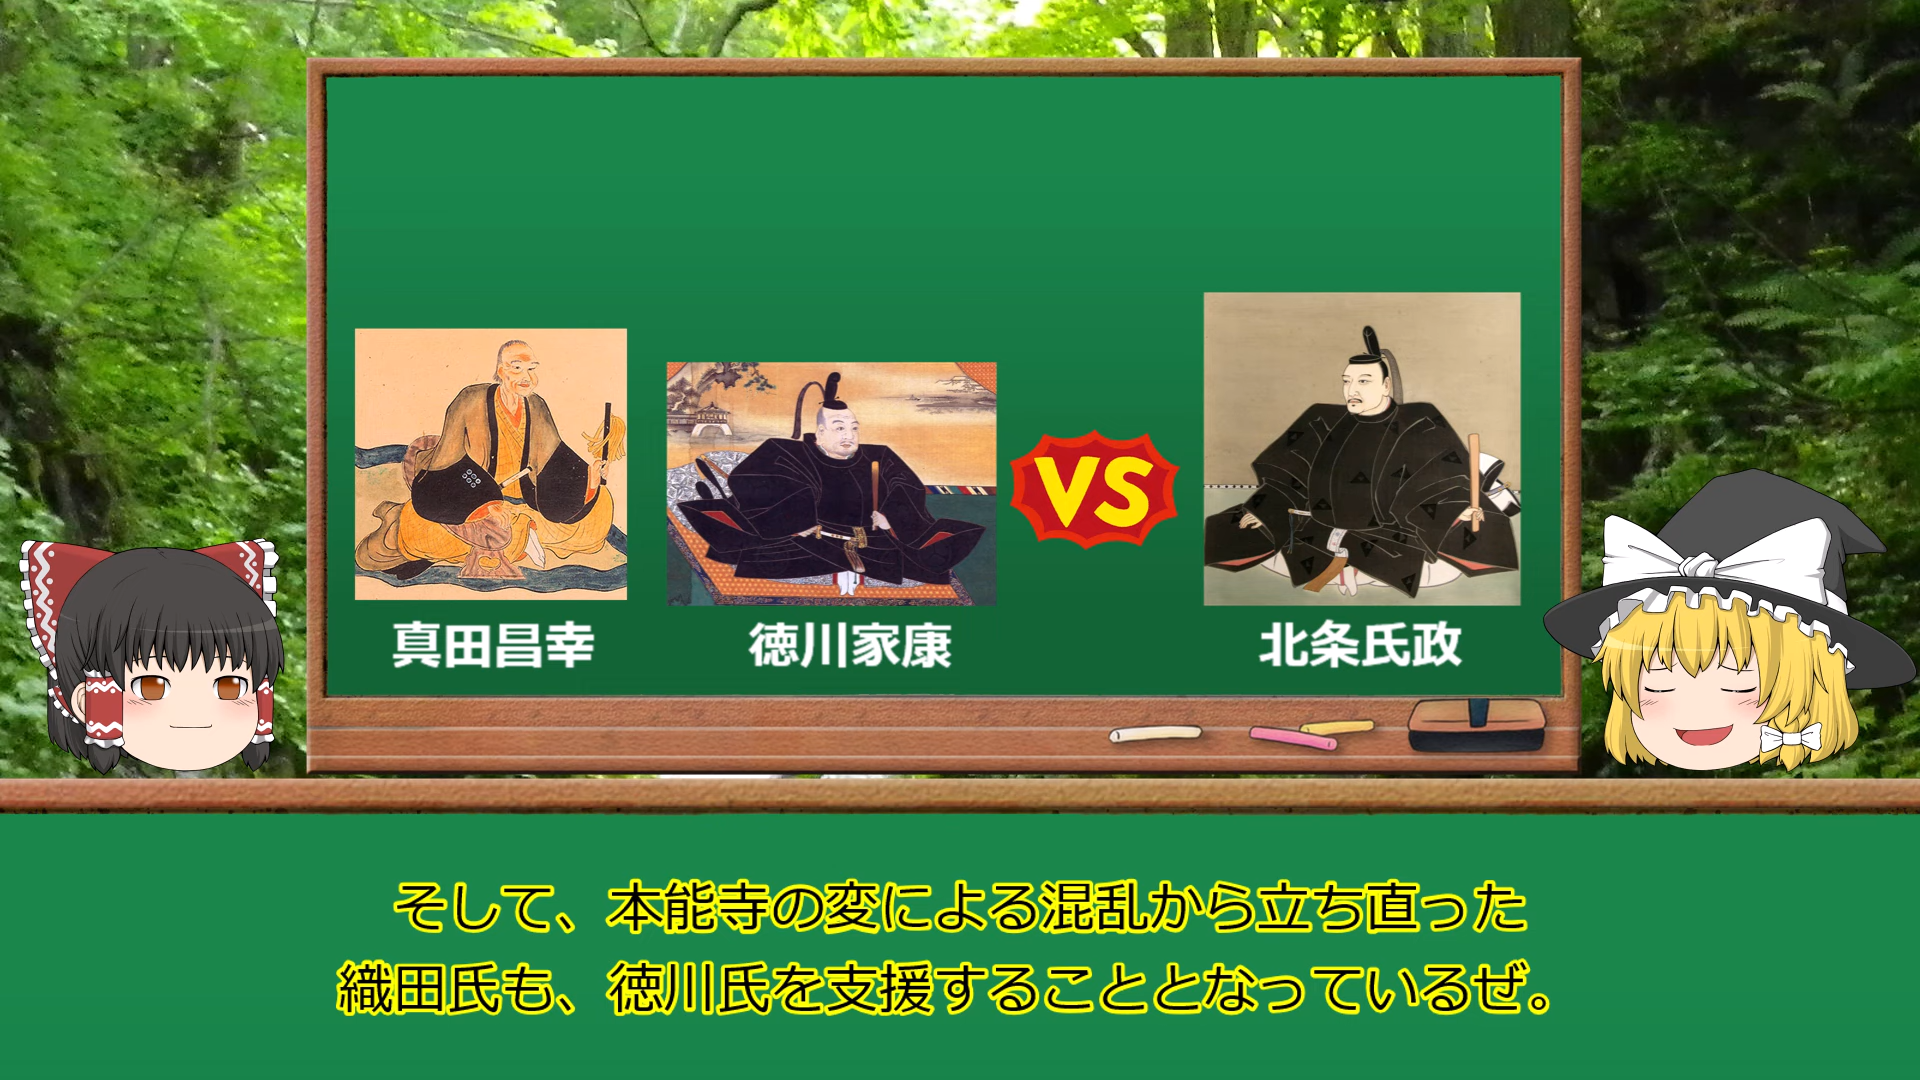 VS
真田昌幸
徳川家康
北条氏政
そして、本能寺の変による混乱から立ち直った
織田氏も、徳川氏を支援することとなっているぜ。